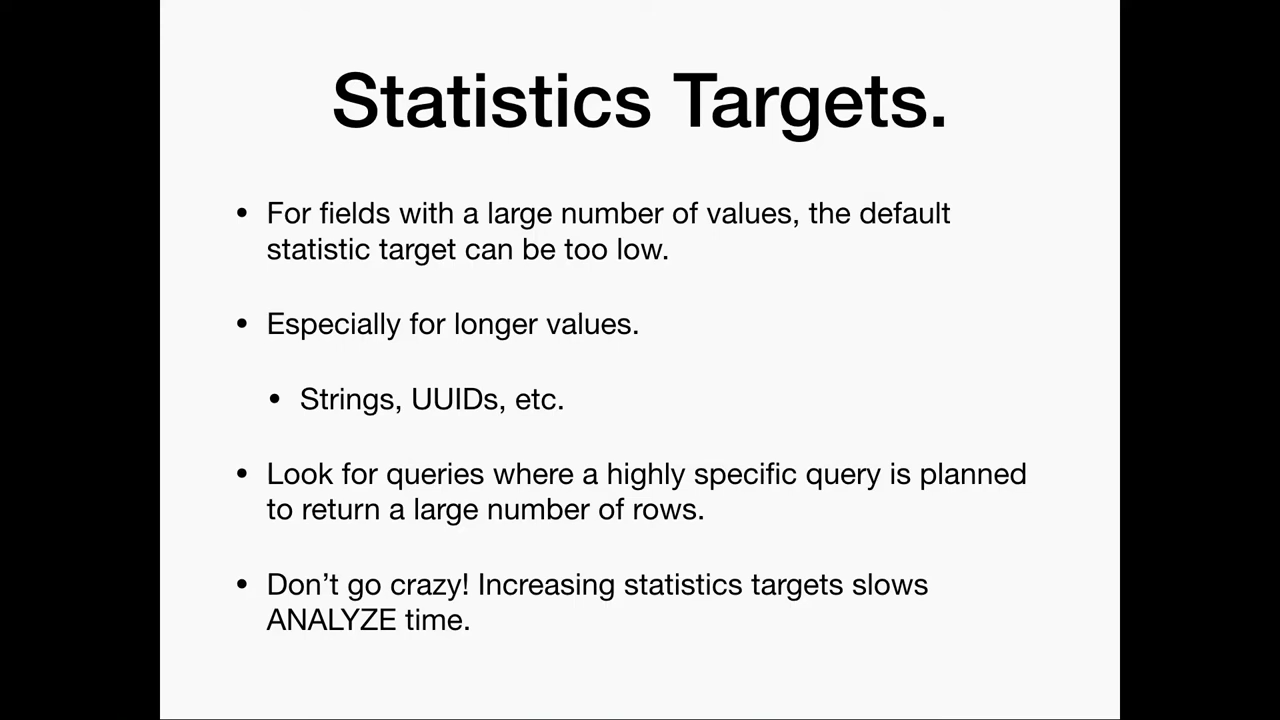 Statistics Targets.
• For fields with a large number of values, the default
statistic target can be too low.
• Especially for longer values.
• Strings, UUIDs, etc.
• Look for queries where a highly specific query is planned
to return a large number of rows.
• Don’t go crazy! Increasing statistics targets slows
ANALYZE time.